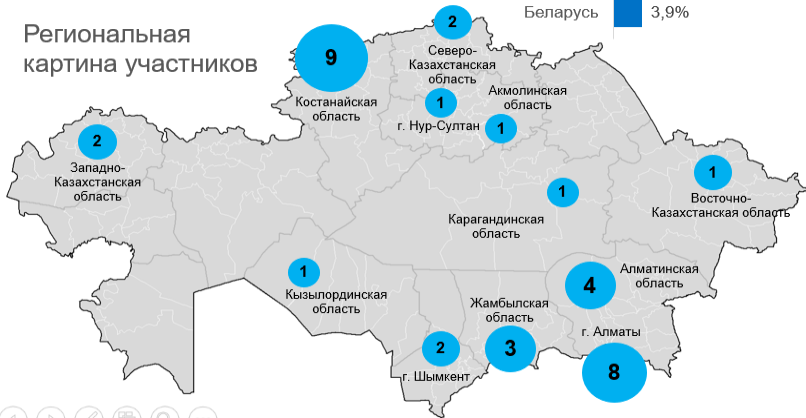 Беларусь 3,9%
Региональная
картина участников
2
Северо-
Казахстанская
область
9
Костанайская
область
Акмолинская
область
1
г. Нур-Султан
1
2
Западно-
Казахстанская
область
1
Восточно-
Казахстанская область
1
Карагандинская
область
1
Кызылординская
область
4
Алматинская
область
Жамбылская
область
3
г. Алматы
8
2
г. Шымкент